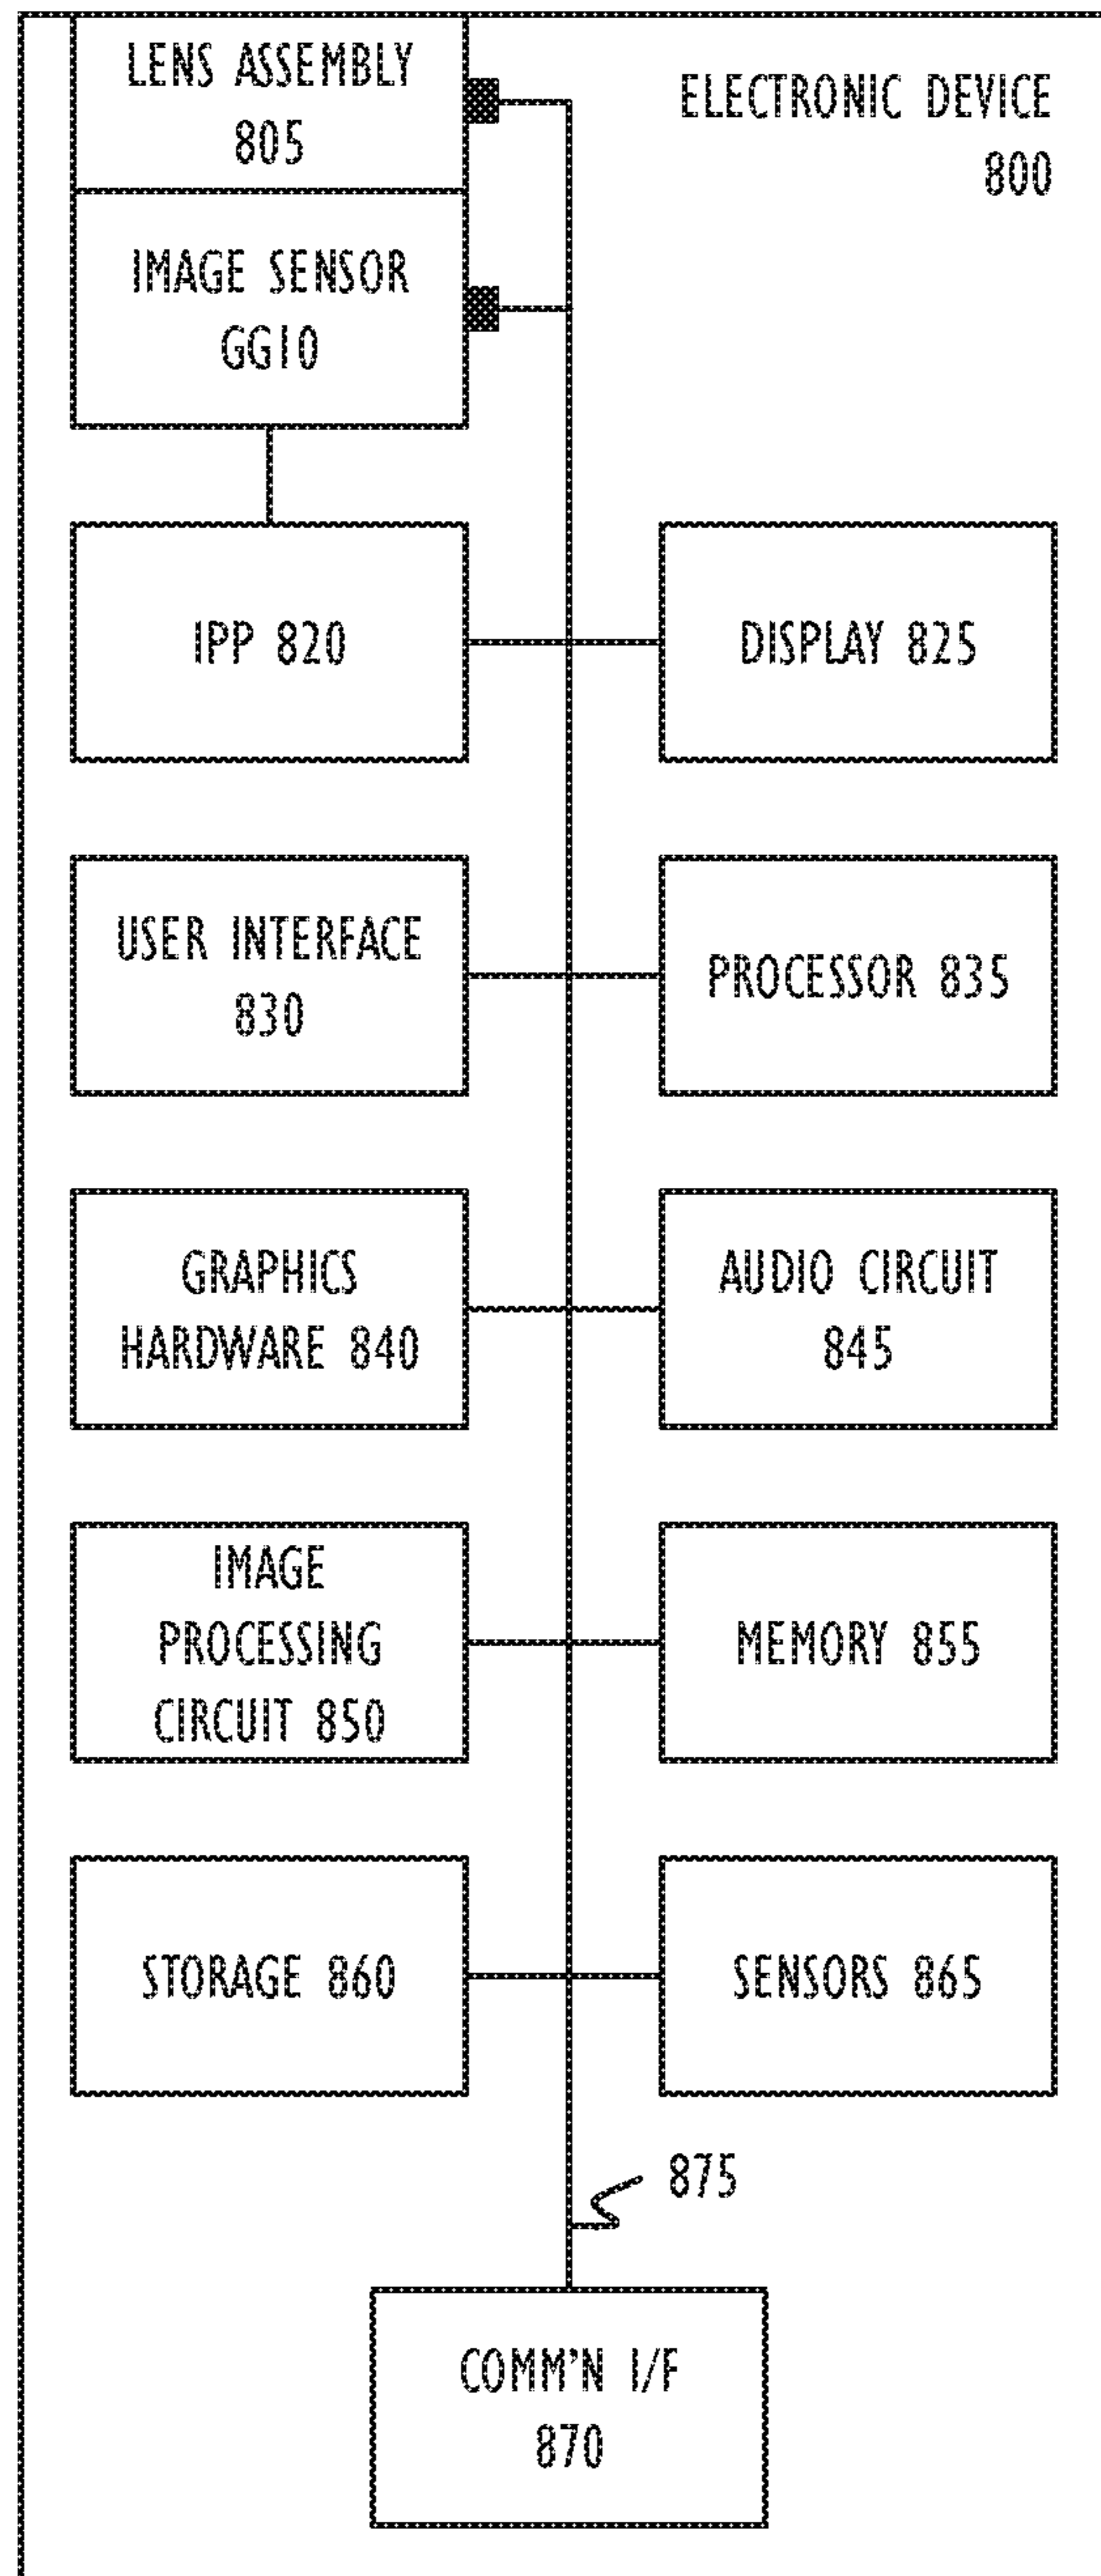 LENS ASSEMBLY
805
ELECTRONIC DEVICE
800
IMAGE SENSOR
GG10
IPP 820
DISPLAY 825
USER INTERFACE
830
PROCESSOR 835
GRAPHICS
HARDWARE 840
AUDIO CIRCUIT
845
IMAGE
PROCESSING
CIRCUIT 850
MEMORY 855
STORAGE 860
SENSORS 865
875
COMM'N I/F
870